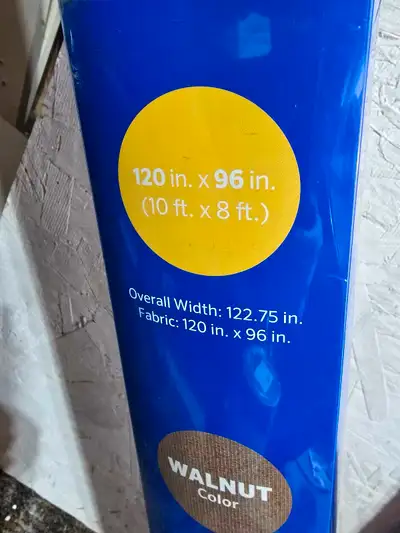 120 in. x 96 in.
(10 ft. x 8 ft.)
Overall Width: 122.75 in.
Fabric: 120 in. x 96 in.
WALNUT
Color